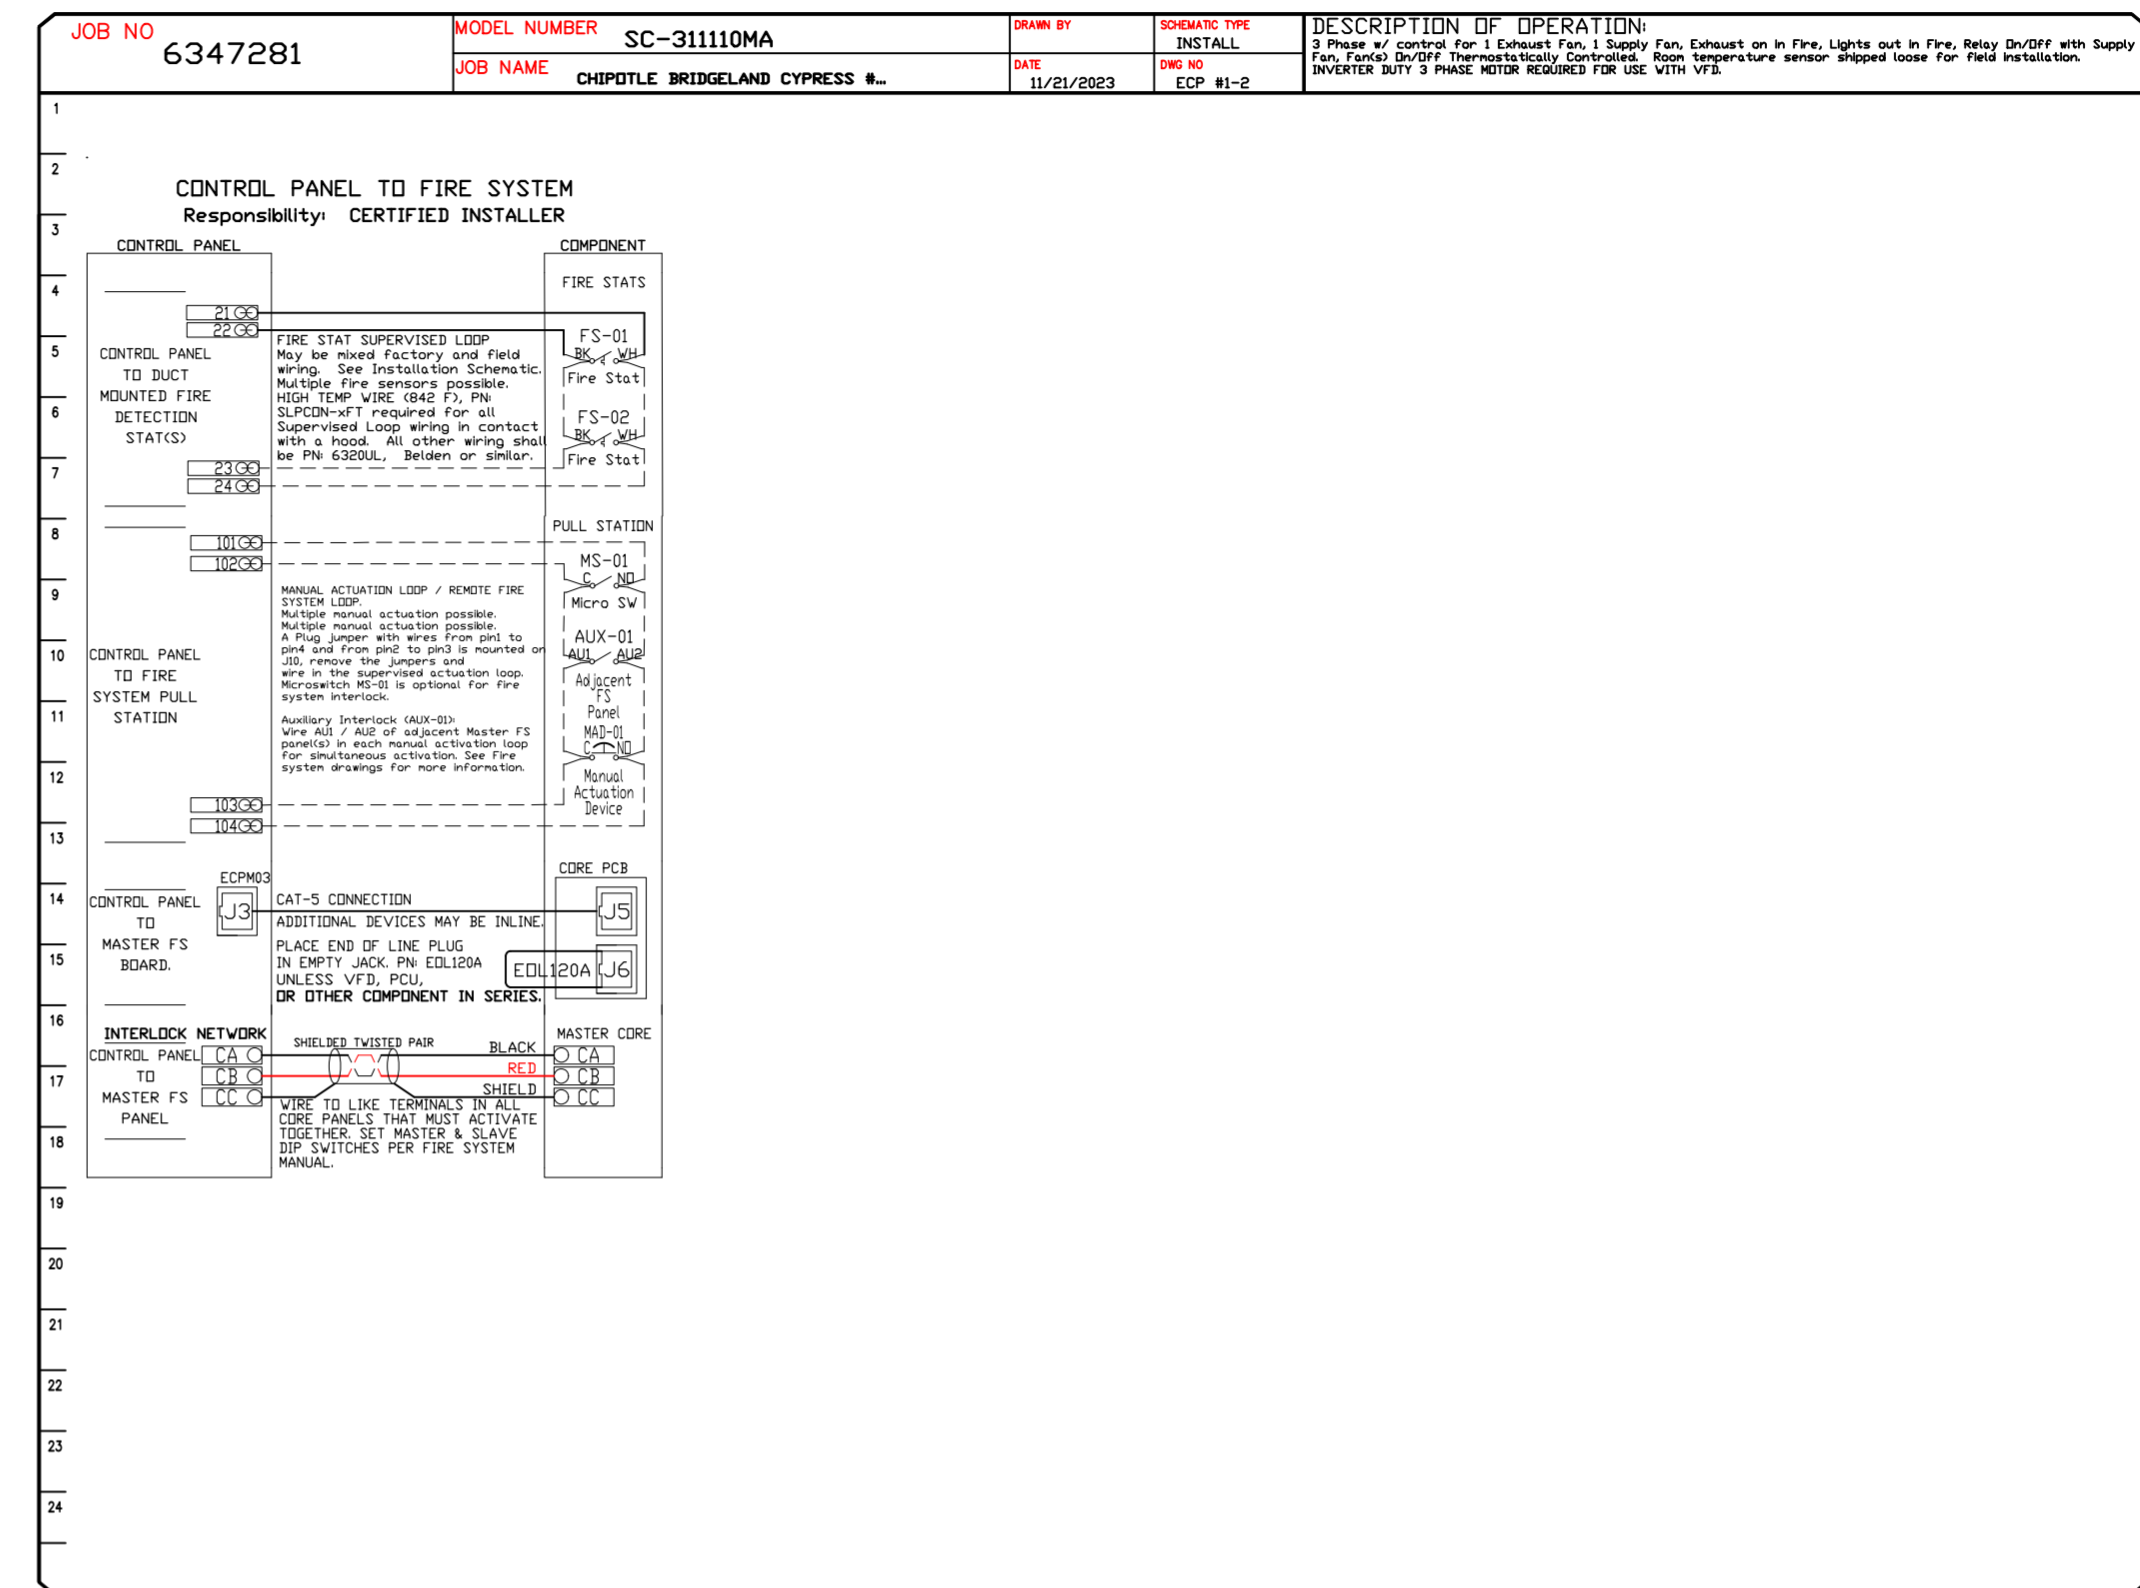 JOB NO
6347281
MODEL NUMBER
SC-311110MA
JOB NAME
CHIPOTLE BRIDGELAND CYPRESS #...
DRAWN BY
DATE
11/21/2023
SCHEMATIC TYPE
INSTALL
DWG NO
ECP #1-2
DESCRIPTION OF OPERATION:
3 Phase w/ control for 1 Exhaust Fan, 1 Supply Fan, Exhaust on in Fire, Lights out in Fire, Relay On/Off with Supply
Fan, Fan(s) On/Off Thermostatically Controlled. Room temperature sensor shipped loose for field installation.
INVERTER DUTY 3 PHASE MOTOR REQUIRED FOR USE WITH VFD.
1
2
3
4
5
6
7
8
9
10
11
12
13
14
15
16
17
18
19
20
21
22
23
24
CONTROL PANEL TO FIRE SYSTEM
Responsibility: CERTIFIED INSTALLER
CONTROL PANEL
COMPONENT
FIRE STATS
21
22
CONTROL PANEL
TO DUCT
MOUNTED FIRE
DETECTION
STAT(S)
23
24
FIRE STAT SUPERVISED LOOP
May be mixed factory and field
wiring. See Installation Schematic.
Multiple fire sensors possible.
HIGH TEMP WIRE (842 F), PN:
SLPCON-xFT required for all
Supervised Loop wiring in contact
with a hood. All other wiring shall
be PN: 6320UL, Belden or similar.
FS-01
BK WH
Fire Stat
FS-02
BK WH
Fire Stat
PULL STATION
101
102
CONTROL PANEL
TO FIRE
SYSTEM PULL
STATION
103
104
MANUAL ACTUATION LOOP / REMOTE FIRE
SYSTEM LOOP.
Multiple manual actuation possible.
Multiple manual actuation possible.
A Plug jumper with wires from pin1 to
pin4 and from pin2 to pin3 is mounted on
J10, remove the jumpers and
wire in the supervised actuation loop.
Microswitch MS-01 is optional for fire
system interlock.
Auxiliary Interlock (AUX-01):
Wire AU1 / AU2 of adjacent Master FS
panel(s) in each manual activation loop
for simultaneous activation. See Fire
system drawings for more information.
MS-01
C NO
Micro SW
AUX-01
AU1 AU2
Adjacent
FS
Panel
MAD-01
C NO
Manual
Actuation
Device
ECPM03
CORE PCB
CONTROL PANEL
TO
MASTER FS
BOARD.
J3
CAT-5 CONNECTION
ADDITIONAL DEVICES MAY BE INLINE.
J5
PLACE END OF LINE PLUG
IN EMPTY JACK. PN: EOL120A
UNLESS VFD, PCU,
OR OTHER COMPONENT IN SERIES.
EOL120A
J6
INTERLOCK NETWORK
CONTROL PANEL
TO
MASTER FS
PANEL
CA
CB
CC
SHIELDED TWISTED PAIR
BLACK
RED
SHIELD
MASTER CORE
CA
CB
CC
WIRE TO LIKE TERMINALS IN ALL
CORE PANELS THAT MUST ACTIVATE
TOGETHER. SET MASTER & SLAVE
DIP SWITCHES PER FIRE SYSTEM
MANUAL.